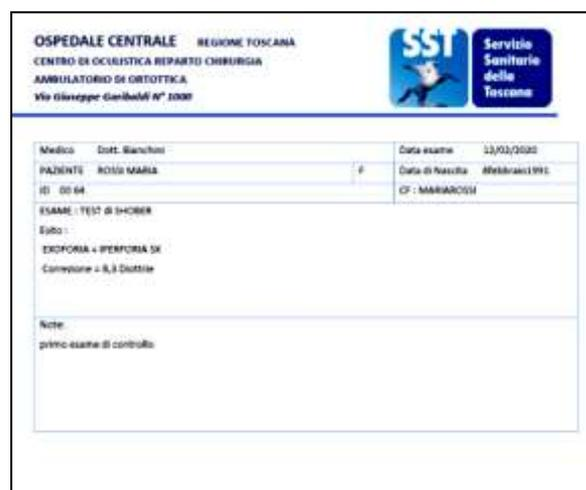 OSPEDALE CENTRALE REGIONE TOSCANA
CENTRO DI OCULISTICA REPARTO CHIRURGIA
AMBULATORIO DI ORTOTTICA
Via Giuseppe Garibaldi N° 1000
SST Servizio
Sanitario
della
Toscana
Medico Dott. Bianchini Data esame 12/02/2020
PAZIENTE ROSSI MARIA F Data di Nascita 8febbraio1991
ID 00 64 CF : MARIAROSSI
ESAME : TEST di SHOBER
Esito :
EXOFORIA + IPERFORIA SX
Correzione = Diottrie
Note:
primo esame di controllo